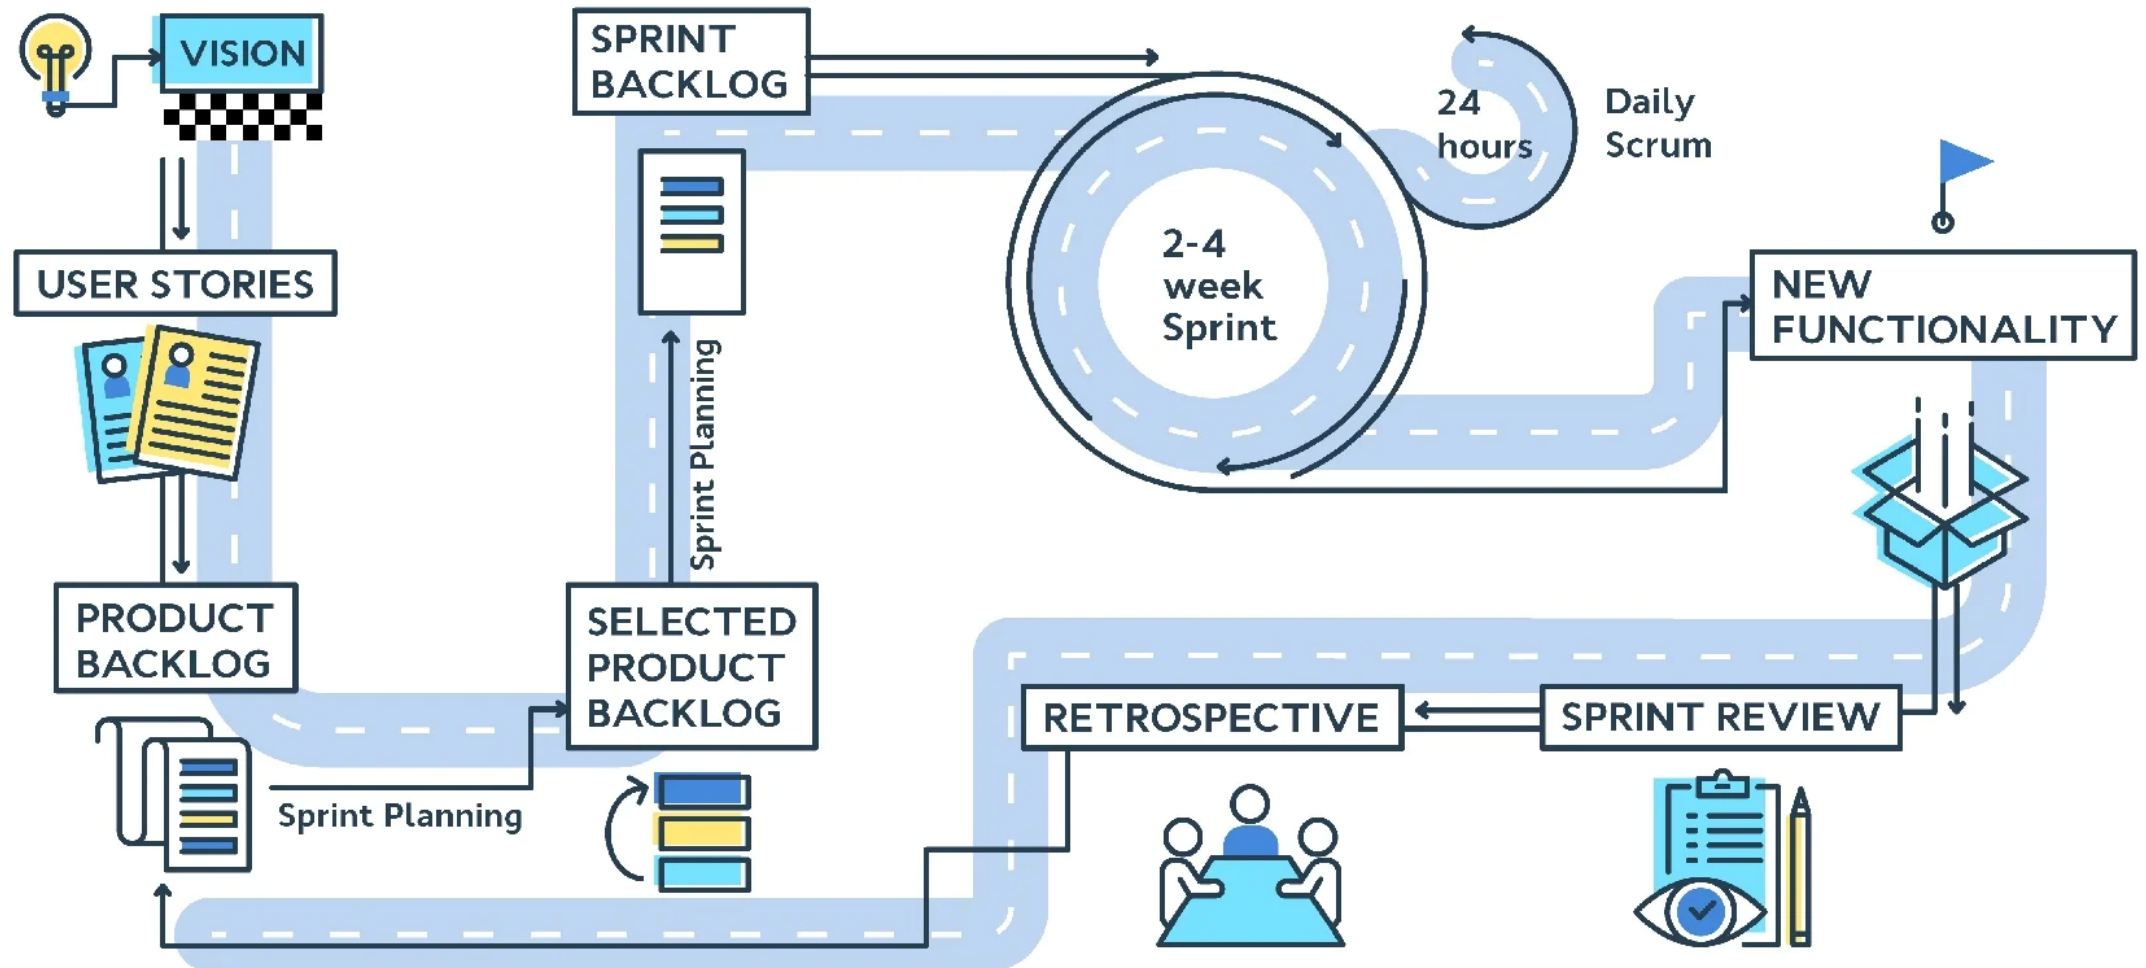 VISION
USER STORIES
PRODUCT
BACKLOG
Sprint Planning
SELECTED
PRODUCT
BACKLOG
Sprint Planning
SPRINT
BACKLOG
2-4
week
Sprint
24
hours
Daily
Scrum
NEW
FUNCTIONALITY
SPRINT REVIEW
RETROSPECTIVE